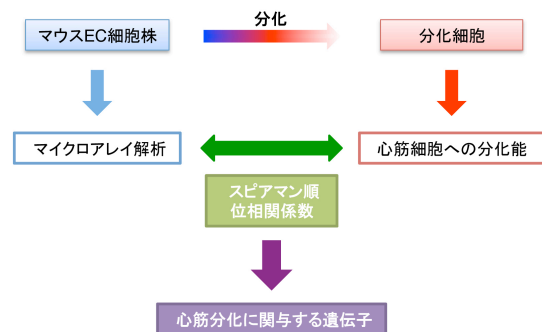 分化
マウスEC細胞株
分化細胞
マイクロアレイ解析
心筋細胞への分化能
スピアマン順
位相関係数
心筋分化に関与する遺伝子